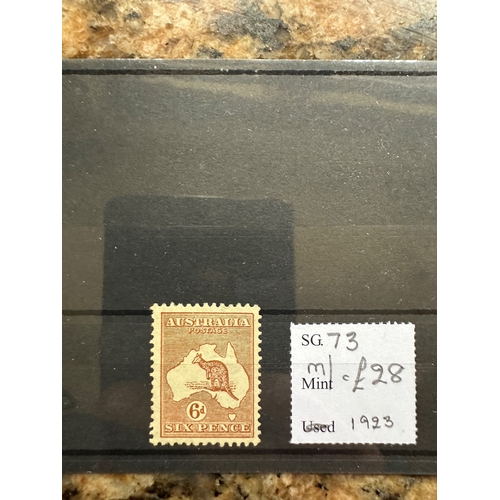 AUSTRALIA
POSTAGE
6d
SIX PENCE
SG. 73
m/
Mint £28
Used 1923